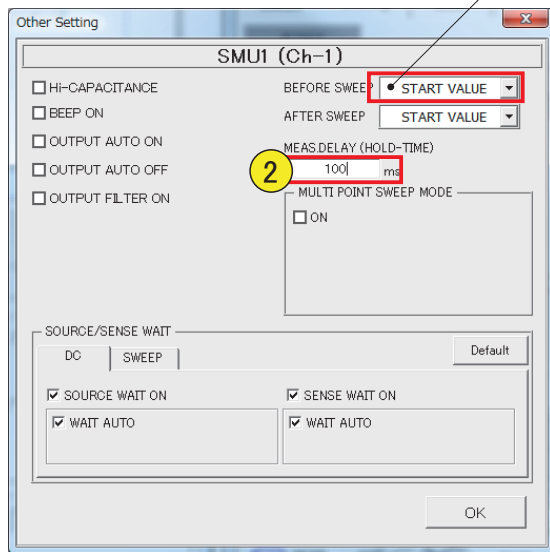 Other Setting
SMU1 (Ch-1)
Hi-CAPACITANCE
BEEP ON
OUTPUT AUTO ON
OUTPUT AUTO OFF
OUTPUT FILTER ON
BEFORE SWEEP START VALUE
AFTER SWEEP START VALUE
MEAS.DELAY (HOLD-TIME)
2 100 ms
MULTI POINT SWEEP MODE
ON
SOURCE/SENSE WAIT
DC SWEEP Default
SOURCE WAIT ON SENSE WAIT ON
WAIT AUTO WAIT AUTO
OK